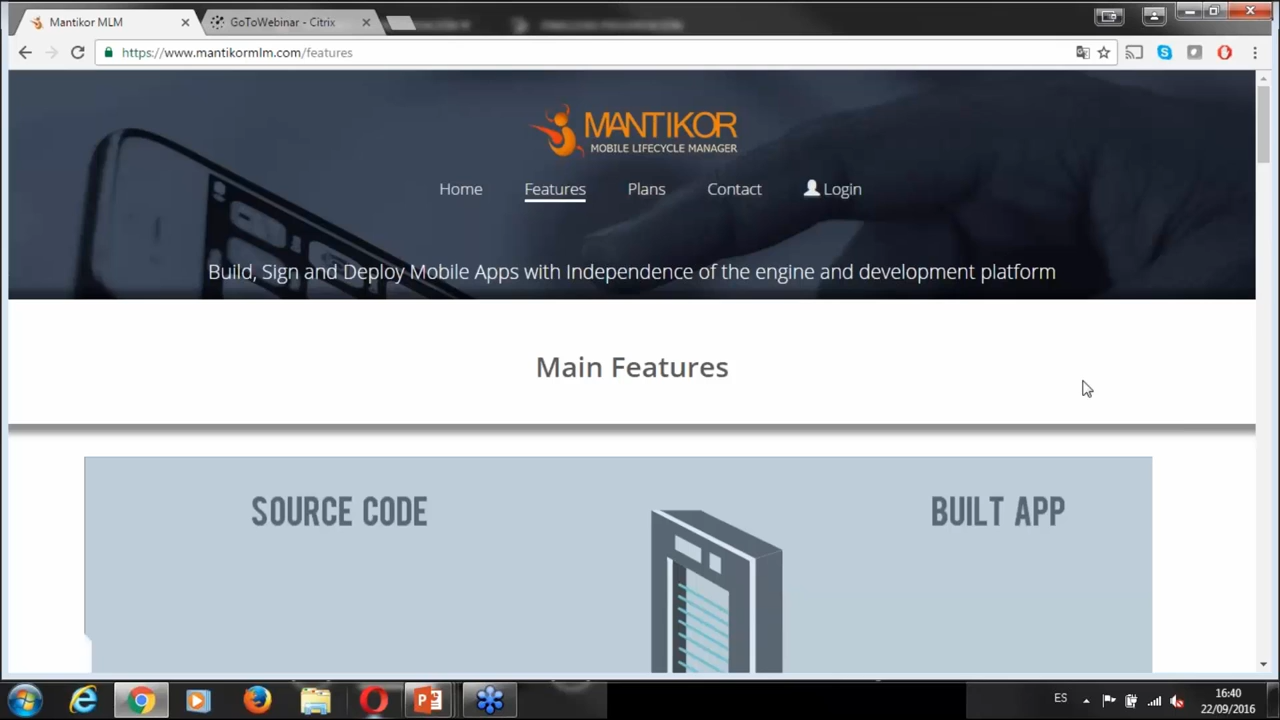 Mantikor MLM
GoToWebinar - Citrix
https://www.mantikormlm.com/features
MANTIKOR
MOBILE LIFECYCLE MANAGER
Home Features Plans Contact Login
Build, Sign and Deploy Mobile Apps with Independence of the engine and development platform
Main Features
SOURCE CODE
BUILT APP
ES
16:40
22/09/2016